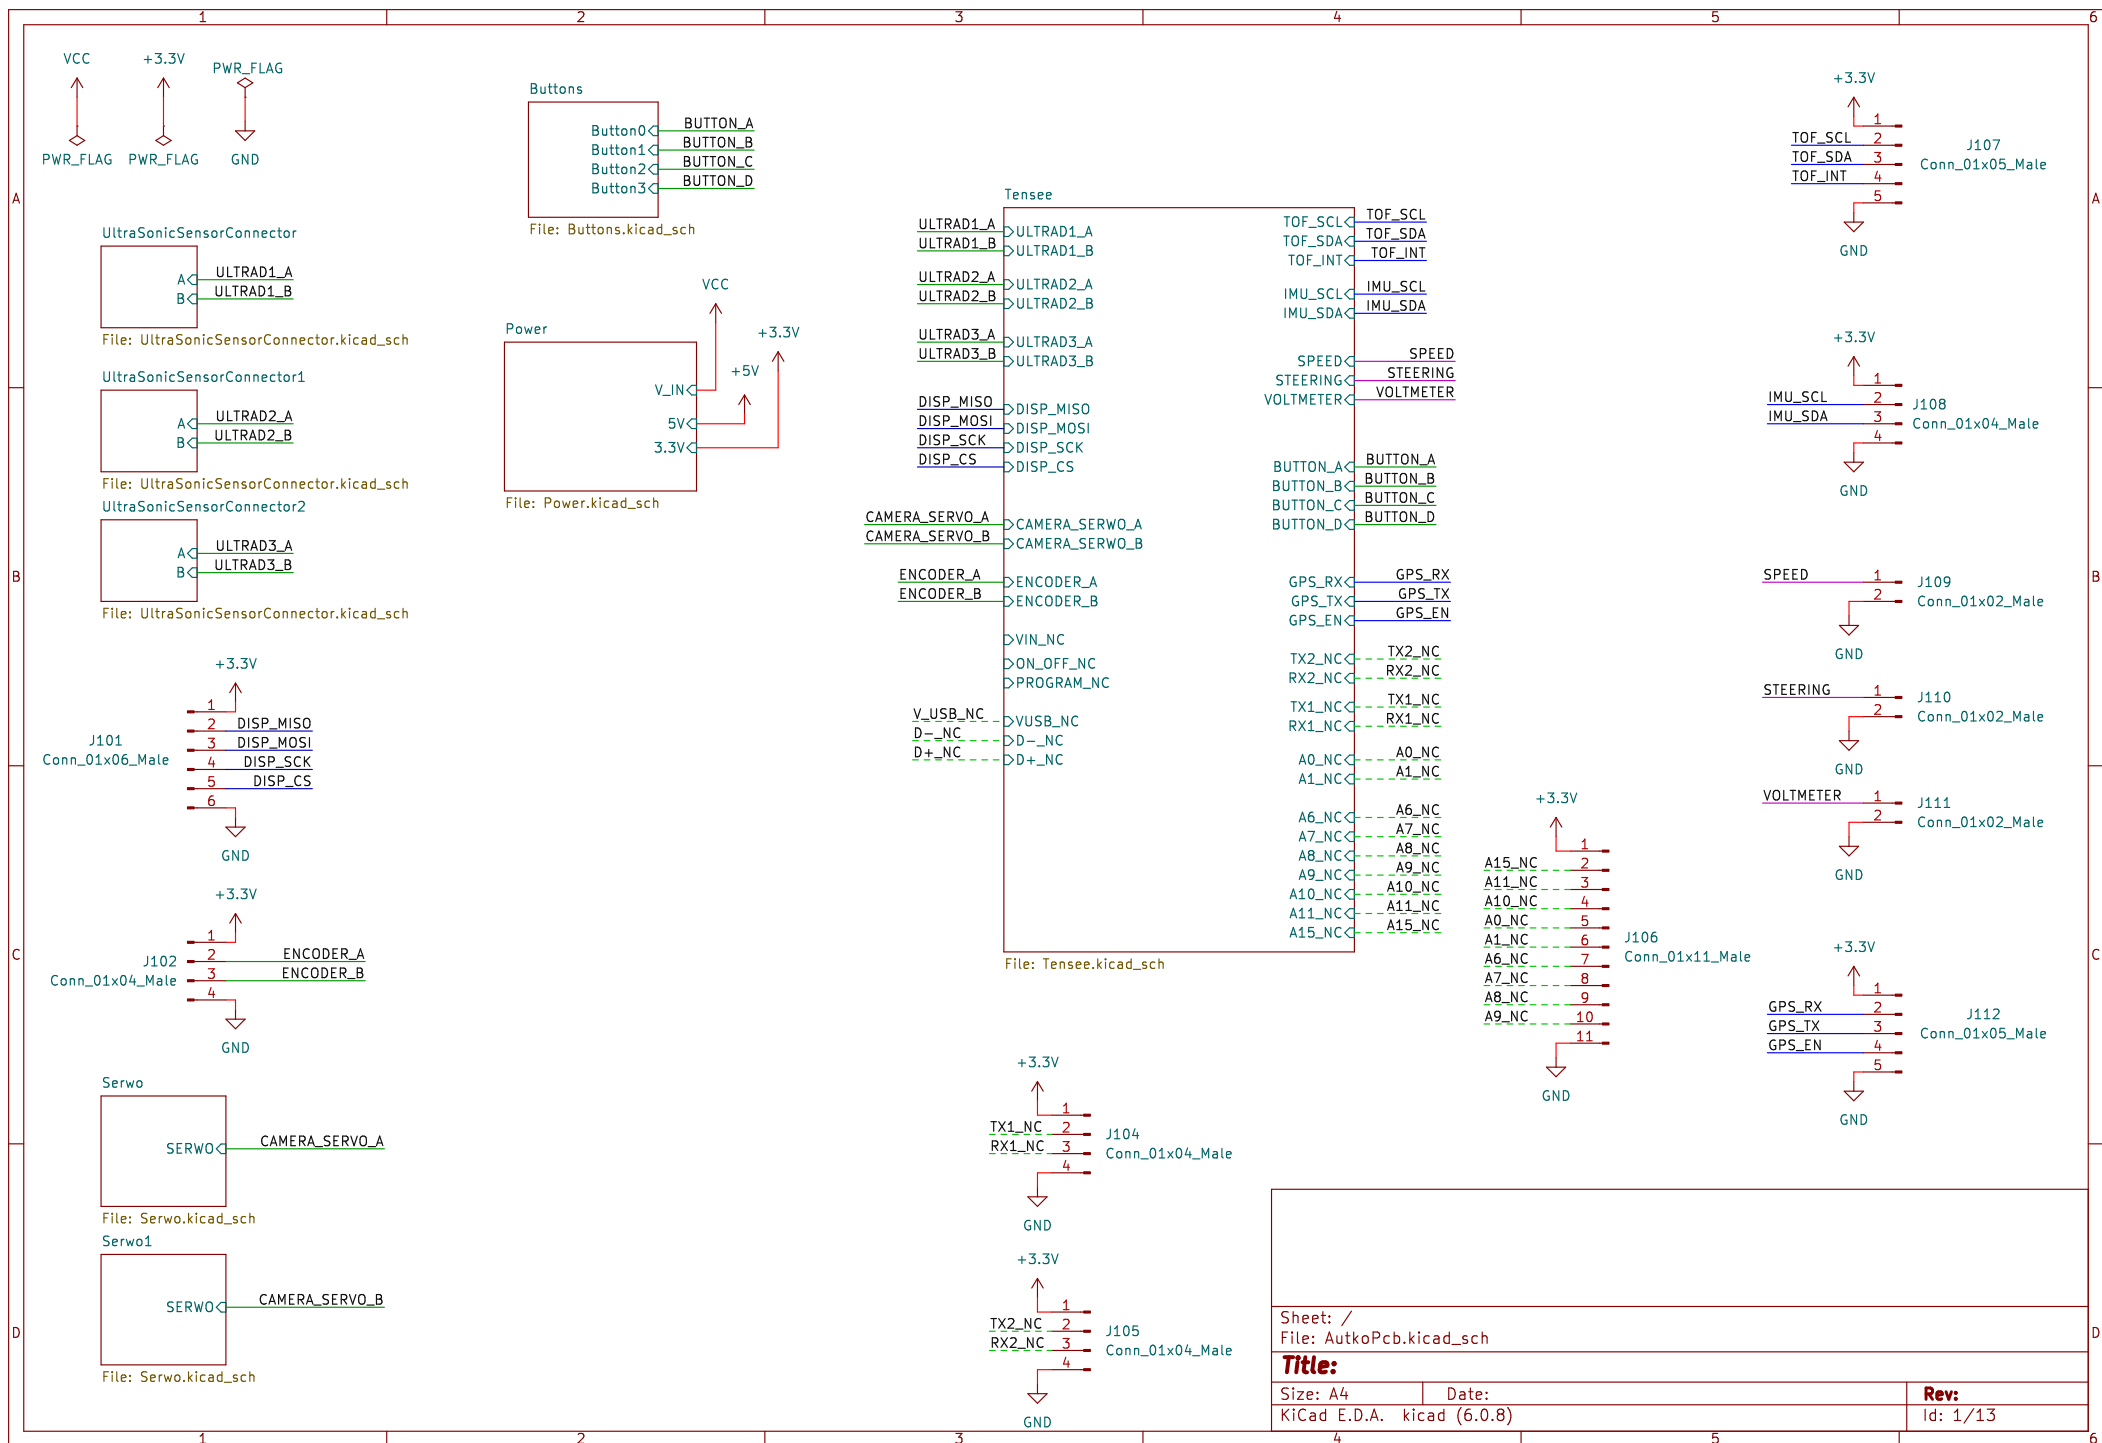 1 2 3 4 5 6
A
B
C
D
VCC
PWR_FLAG
+3.3V
PWR_FLAG
PWR_FLAG
GND
UltraSonicSensorConnector
A ULTRAD1_A
B ULTRAD1_B
File: UltraSonicSensorConnector.kicad_sch
UltraSonicSensorConnector1
A ULTRAD2_A
B ULTRAD2_B
File: UltraSonicSensorConnector.kicad_sch
UltraSonicSensorConnector2
A ULTRAD3_A
B ULTRAD3_B
File: UltraSonicSensorConnector.kicad_sch
+3.3V
1
2 DISP_MISO
3 DISP_MOSI
4 DISP_SCK
5 DISP_CS
6
J101
Conn_01x06_Male
GND
+3.3V
1
2 ENCODER_A
3 ENCODER_B
4
J102
Conn_01x04_Male
GND
Serwo
SERWO CAMERA_SERVO_A
File: Serwo.kicad_sch
Serwo1
SERWO CAMERA_SERVO_B
File: Serwo.kicad_sch
Buttons
Button0 BUTTON_A
Button1 BUTTON_B
Button2 BUTTON_C
Button3 BUTTON_D
File: Buttons.kicad_sch
Power
VCC
+3.3V
+5V
V_IN
5V
3.3V
File: Power.kicad_sch
Tensee
ULTRAD1_A ULTRAD1_A
ULTRAD1_B ULTRAD1_B
ULTRAD2_A ULTRAD2_A
ULTRAD2_B ULTRAD2_B
ULTRAD3_A ULTRAD3_A
ULTRAD3_B ULTRAD3_B
DISP_MISO DISP_MISO
DISP_MOSI DISP_MOSI
DISP_SCK DISP_SCK
DISP_CS DISP_CS
CAMERA_SERVO_A CAMERA_SERWO_A
CAMERA_SERVO_B CAMERA_SERWO_B
ENCODER_A ENCODER_A
ENCODER_B ENCODER_B
VIN_NC
ON_OFF_NC
PROGRAM_NC
V_USB_NC VUSB_NC
D-_NC D-_NC
D+_NC D+_NC
TOF_SCL TOF_SCL
TOF_SDA TOF_SDA
TOF_INT TOF_INT
IMU_SCL IMU_SCL
IMU_SDA IMU_SDA
SPEED SPEED
STEERING STEERING
VOLTMETER VOLTMETER
BUTTON_A BUTTON_A
BUTTON_B BUTTON_B
BUTTON_C BUTTON_C
BUTTON_D BUTTON_D
GPS_RX GPS_RX
GPS_TX GPS_TX
GPS_EN GPS_EN
TX2_NC TX2_NC
RX2_NC RX2_NC
TX1_NC TX1_NC
RX1_NC RX1_NC
A0_NC A0_NC
A1_NC A1_NC
A6_NC A6_NC
A7_NC A7_NC
A8_NC A8_NC
A9_NC A9_NC
A10_NC A10_NC
A11_NC A11_NC
A15_NC A15_NC
File: Tensee.kicad_sch
+3.3V
1
TX1_NC 2
RX1_NC 3
4
J104
Conn_01x04_Male
GND
+3.3V
1
TX2_NC 2
RX2_NC 3
4
J105
Conn_01x04_Male
GND
+3.3V
1
A15_NC 2
A11_NC 3
A10_NC 4
A0_NC 5
A1_NC 6
A6_NC 7
A7_NC 8
A8_NC 9
A9_NC 10
11
J106
Conn_01x11_Male
GND
+3.3V
1
TOF_SCL 2
TOF_SDA 3
TOF_INT 4
5
J107
Conn_01x05_Male
GND
+3.3V
1
IMU_SCL 2
IMU_SDA 3
4
J108
Conn_01x04_Male
GND
SPEED 1
2
J109
Conn_01x02_Male
GND
STEERING 1
2
J110
Conn_01x02_Male
GND
VOLTMETER 1
2
J111
Conn_01x02_Male
GND
+3.3V
1
GPS_RX 2
GPS_TX 3
GPS_EN 4
5
J112
Conn_01x05_Male
GND
Sheet: /
File: AutkoPcb.kicad_sch
Title:
Size: A4 Date: Rev:
KiCad E.D.A. kicad (6.0.8) Id: 1/13
A
B
C
D
1 2 3 4 5 6